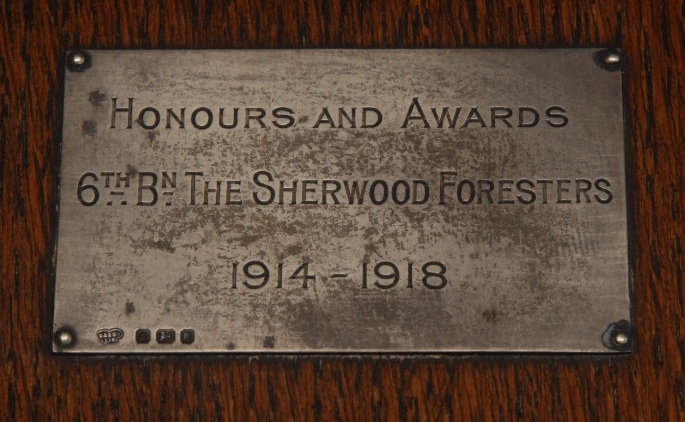 Honours and Awards
6TH Bn. The Sherwood Foresters
1914 - 1918